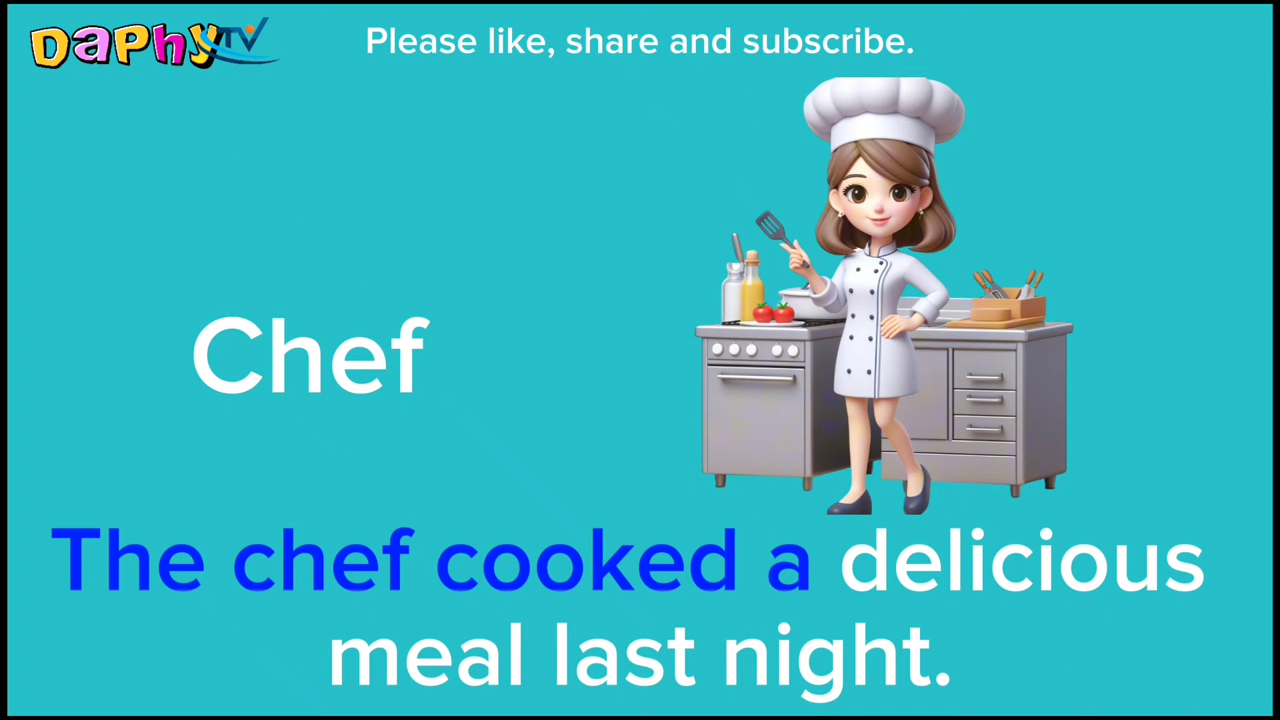 DaPhy TV
Please like, share and subscribe.
Chef
The chef cooked a delicious
meal last night.